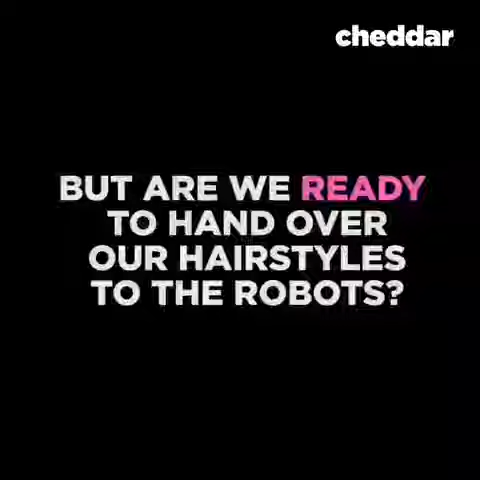 cheddar
BUT ARE WE READY
TO HAND OVER
OUR HAIRSTYLES
TO THE ROBOTS?